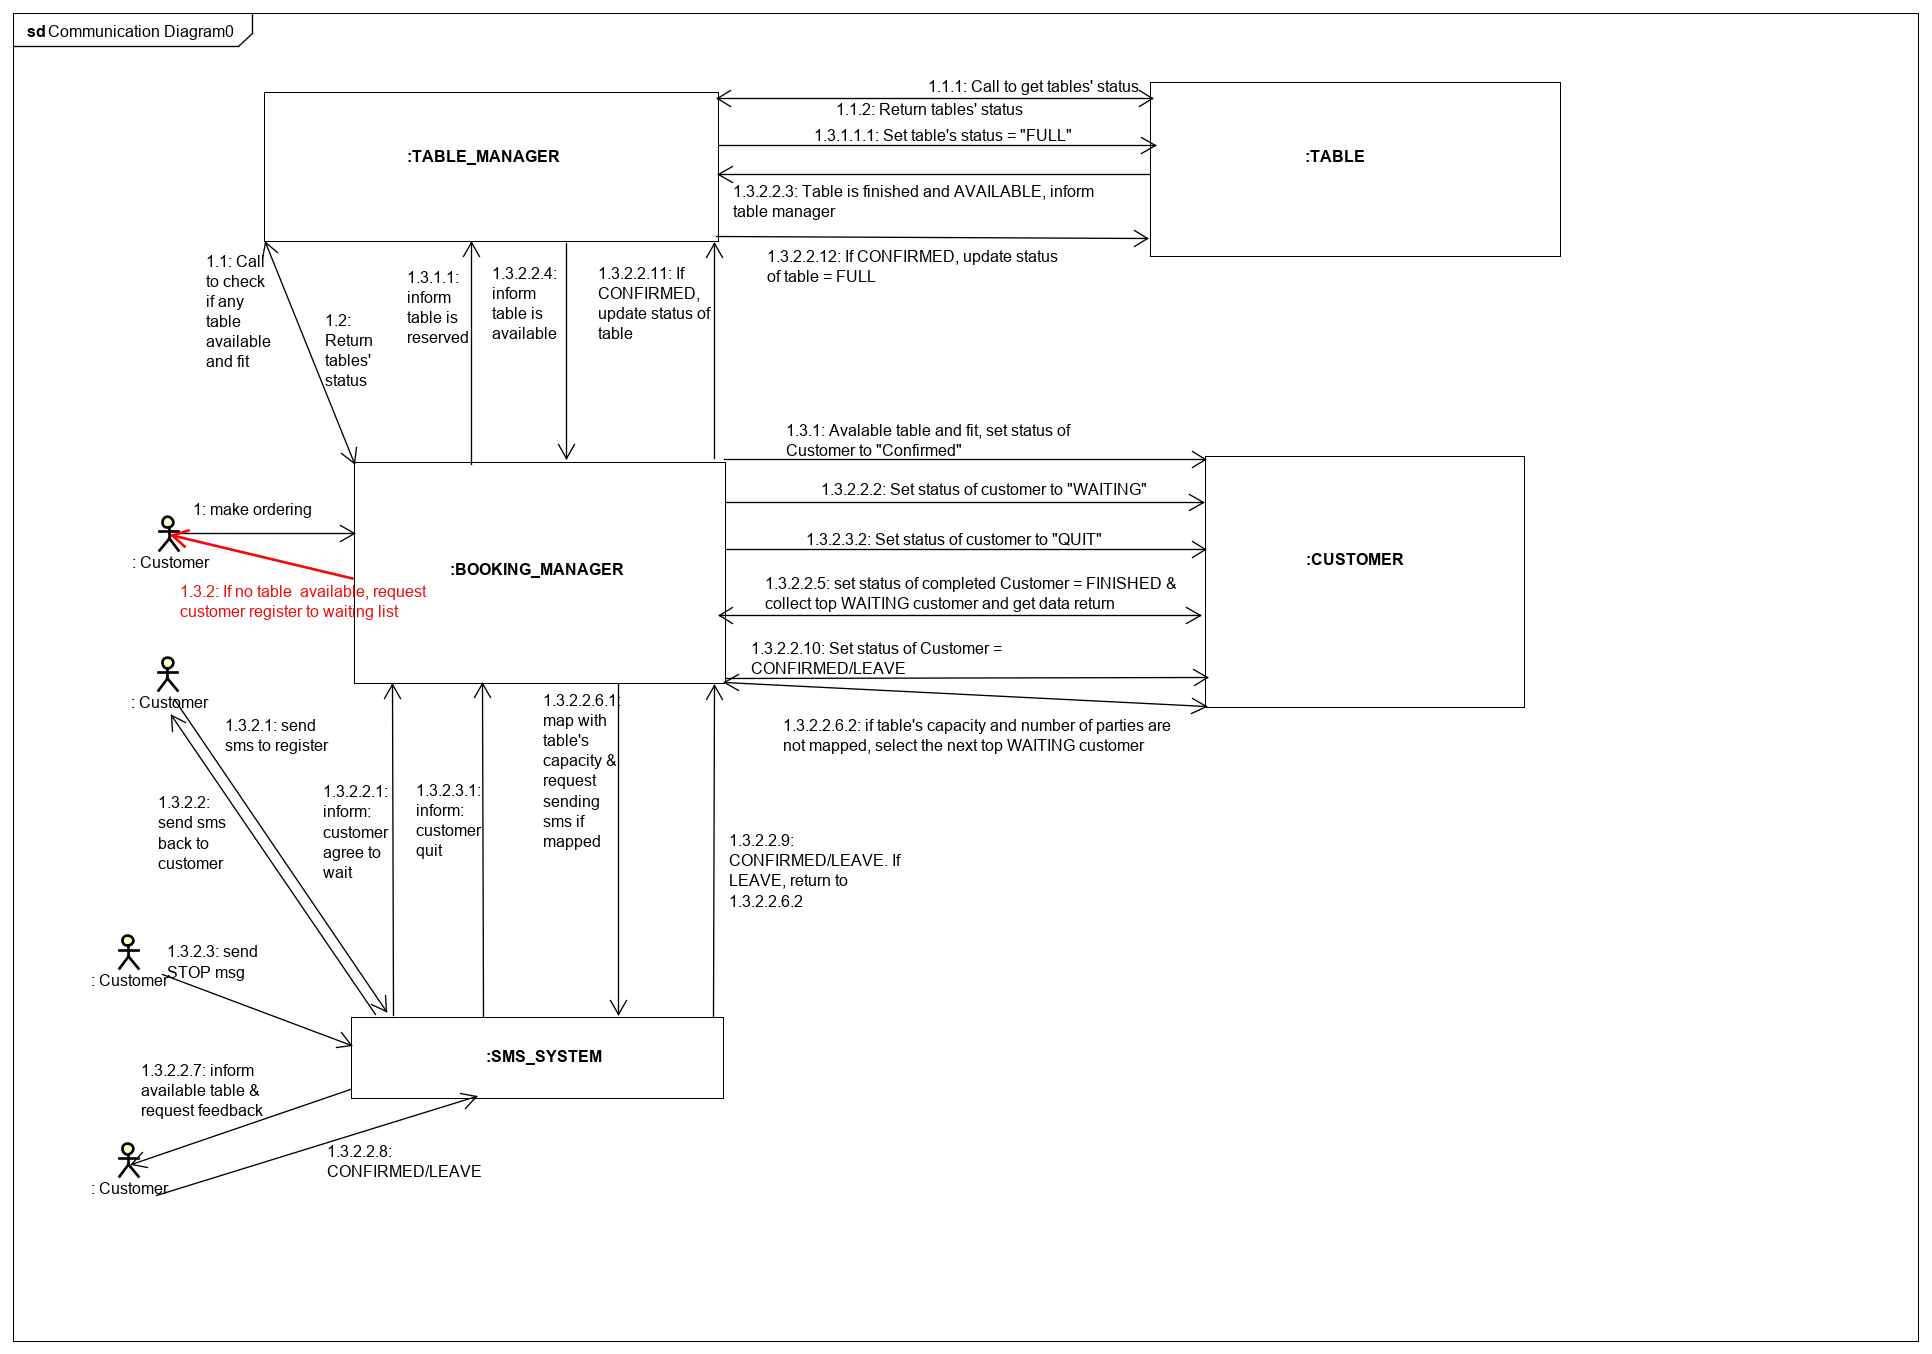 sd Communication Diagram0
1.1.1: Call to get tables' status
1.1.2: Return tables' status
1.3.1.1.1: Set table's status = "FULL"
:TABLE_MANAGER
:TABLE
1.3.2.2.3: Table is finished and AVAILABLE, inform
table manager
1.3.2.2.12: If CONFIRMED, update status
of table = FULL
1.1: Call
to check
if any
table
available
and fit
1.2:
Return
tables'
status
1.3.1.1:
inform
table is
reserved
1.3.2.2.4:
inform
table is
available
1.3.2.2.11: If
CONFIRMED,
update status of
table
1.3.1: Avalable table and fit, set status of
Customer to "Confirmed"
1.3.2.2.2: Set status of customer to "WAITING"
1: make ordering
1.3.2.3.2: Set status of customer to "QUIT"
: Customer
:BOOKING_MANAGER
:CUSTOMER
1.3.2: If no table  available, request
customer register to waiting list
1.3.2.2.5: set status of completed Customer = FINISHED &
collect top WAITING customer and get data return
1.3.2.2.10: Set status of Customer =
CONFIRMED/LEAVE
: Customer
1.3.2.1: send
sms to register
1.3.2.2.6.1:
map with
table's
capacity &
request
sending
sms if
mapped
1.3.2.2.6.2: if table's capacity and number of parties are
not mapped, select the next top WAITING customer
1.3.2.2:
send sms
back to
customer
1.3.2.2.1:
inform:
customer
agree to
wait
1.3.2.3.1:
inform:
customer
quit
1.3.2.2.9:
CONFIRMED/LEAVE. If
LEAVE, return to
1.3.2.2.6.2
1.3.2.3: send
STOP msg
: Customer
:SMS_SYSTEM
1.3.2.2.7: inform
available table &
request feedback
1.3.2.2.8:
CONFIRMED/LEAVE
: Customer